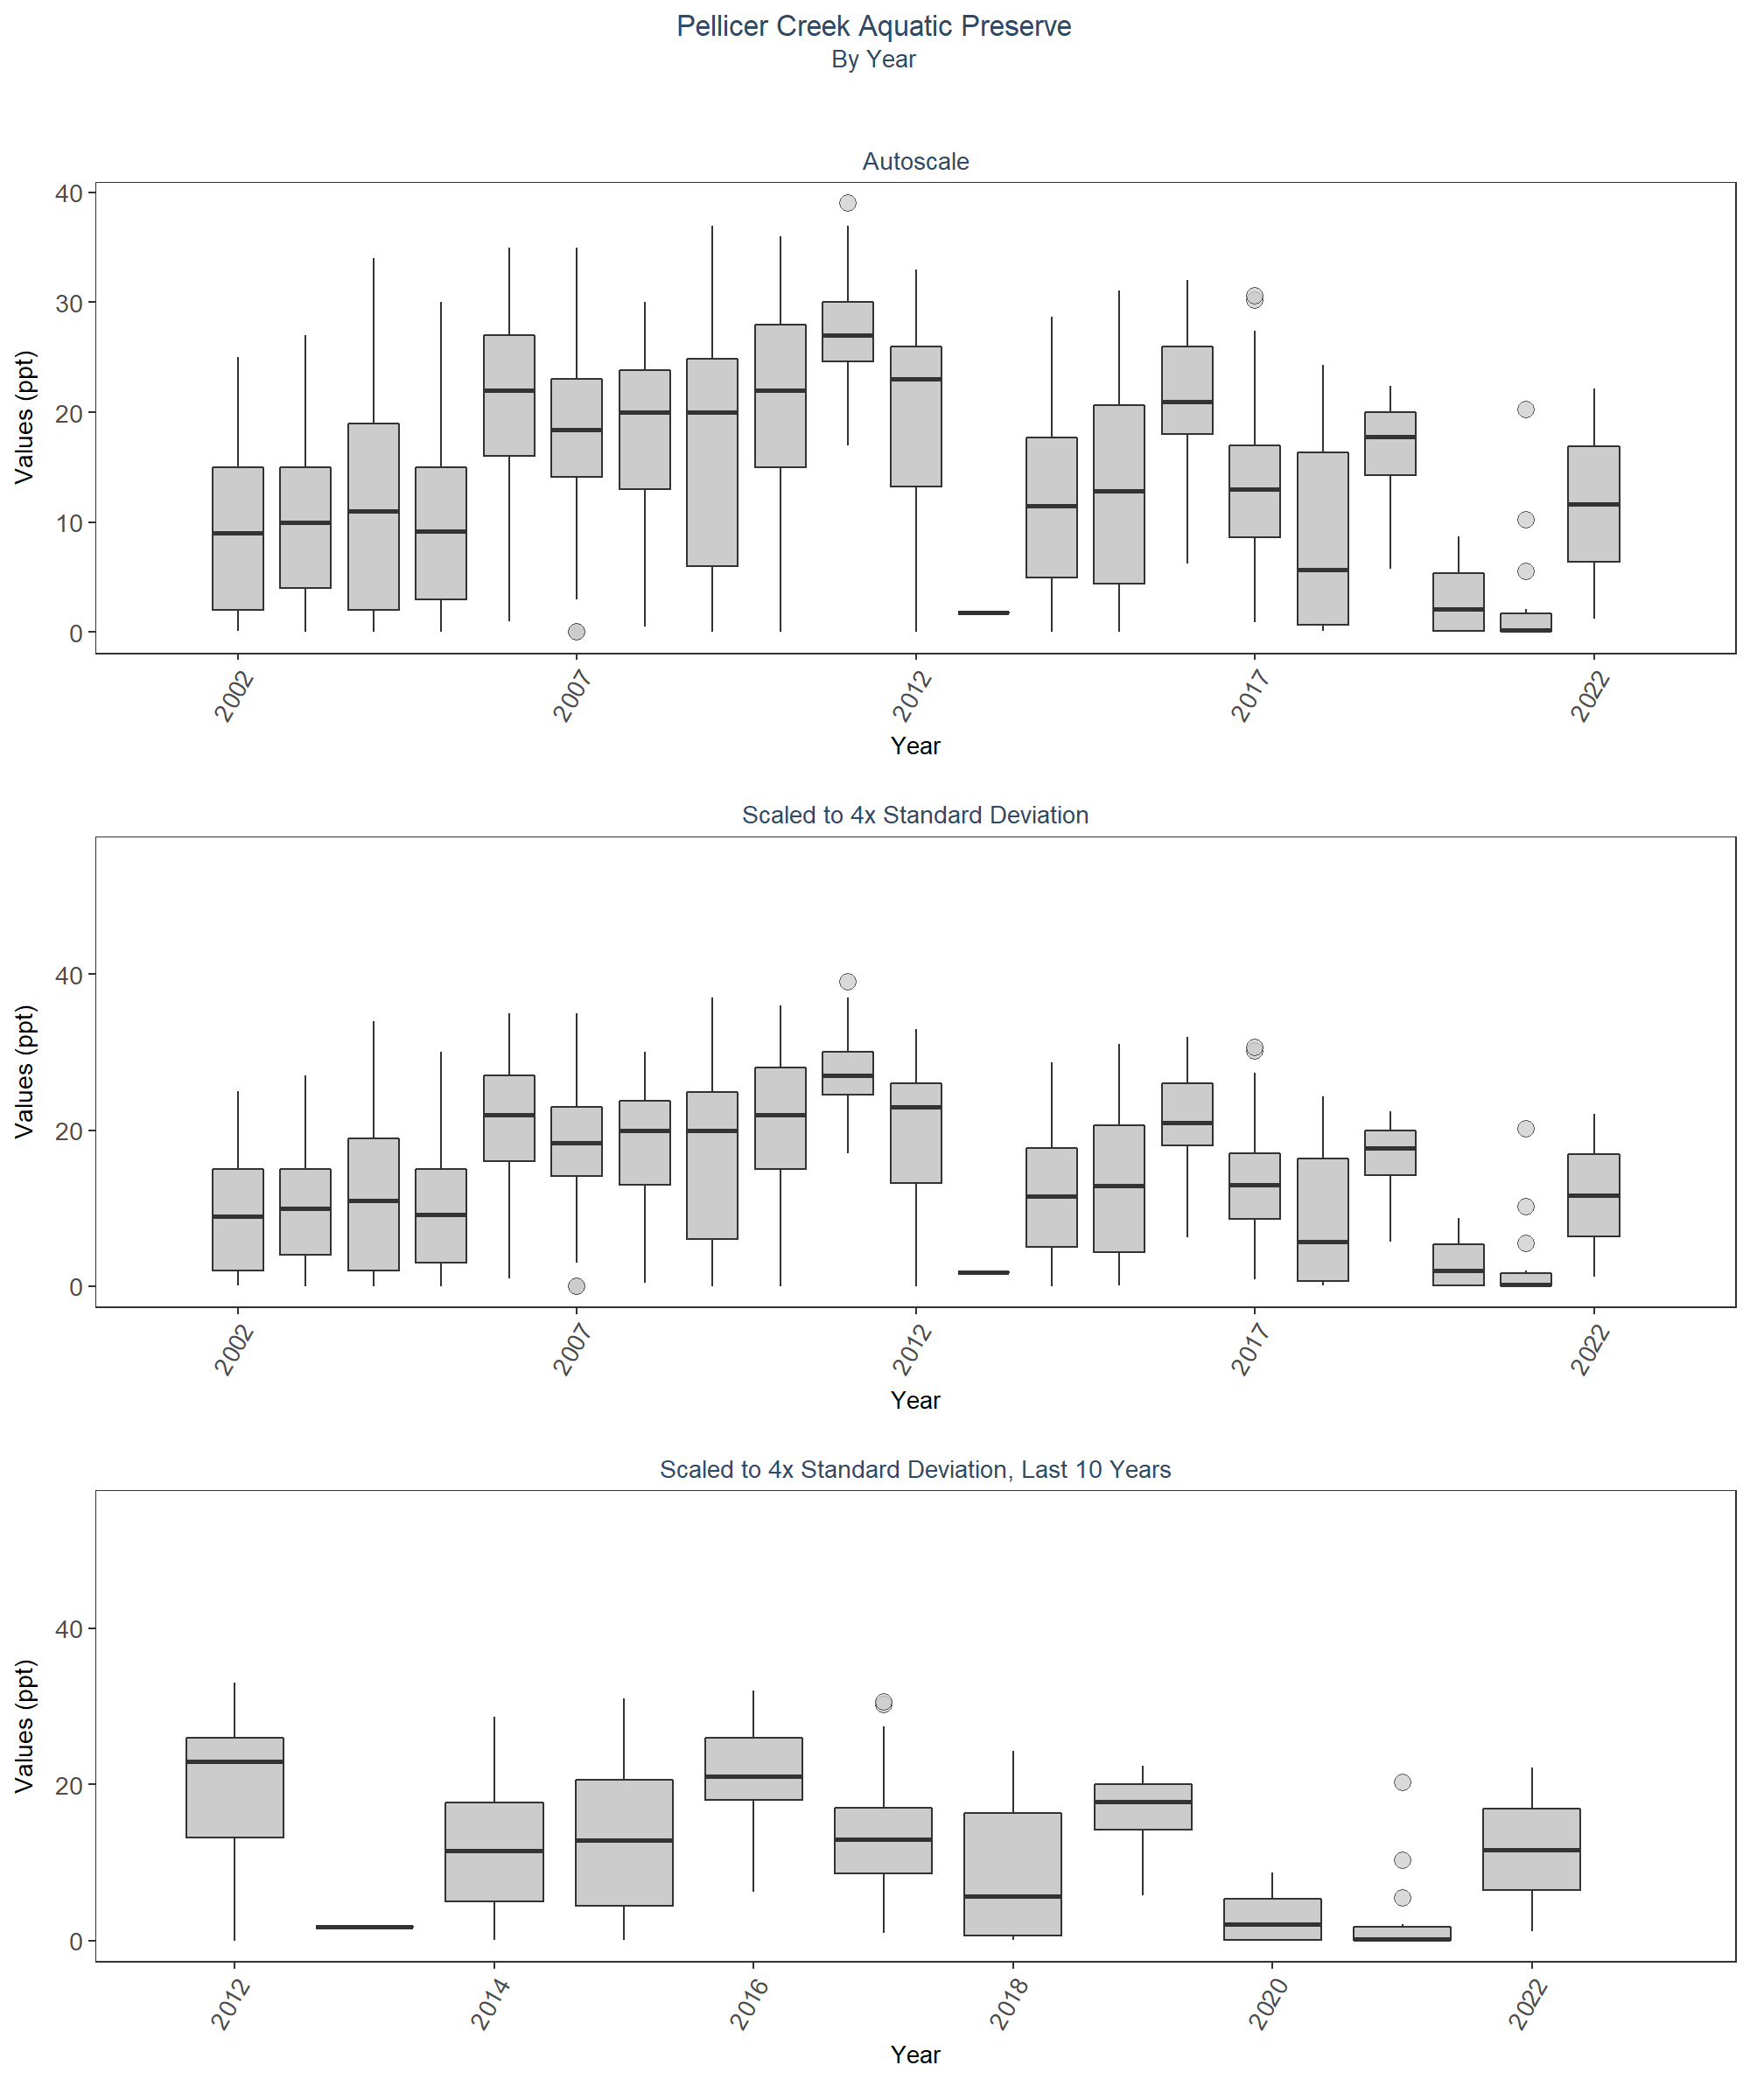 Pellicer Creek Aquatic Preserve
By Year
Autoscale
40
30
20
10
0
Values (ppt)
2002
2007
2012
2017
2022
Year
Scaled to 4x Standard Deviation
40
20
0
Values (ppt)
2002
2007
2012
2017
2022
Year
Scaled to 4x Standard Deviation, Last 10 Years
40
20
0
Values (ppt)
2012
2014
2016
2018
2020
2022
Year